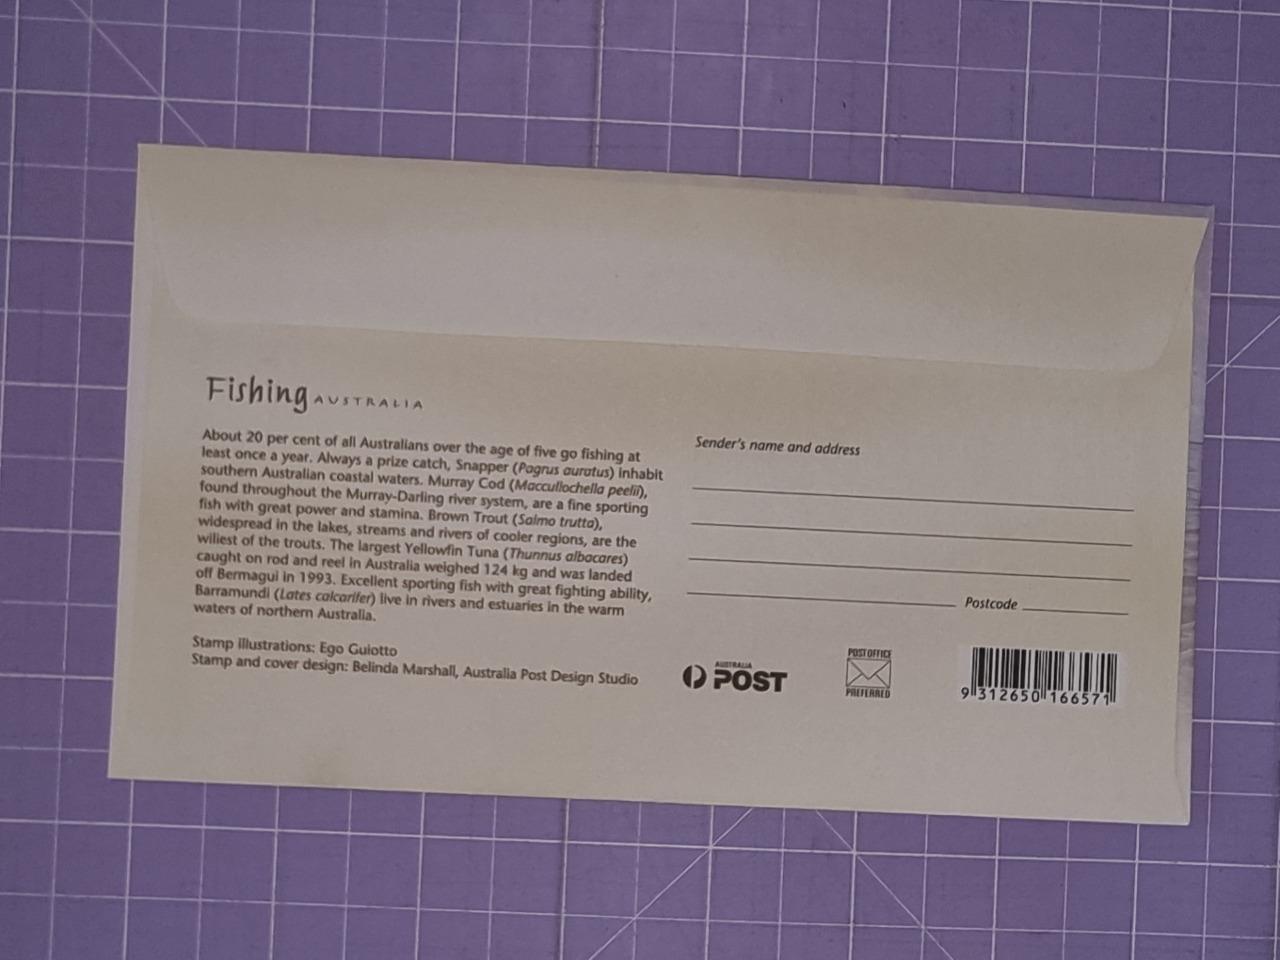 Fishing AUSTRALIA
About 20 per cent of all Australians over the age of five go fishing at
least once a year. Always a prize catch, Snapper (Pagrus auratus) inhabit
southern Australian coastal waters. Murray Cod (Maccullochella peelii),
found throughout the Murray-Darling river system, are a fine sporting
fish with great power and stamina. Brown Trout (Salmo trutta),
widespread in the lakes, streams and rivers of cooler regions, are the
wiliest of the trouts. The largest Yellowfin Tuna (Thunnus albacares)
caught on rod and reel in Australia weighed 124 kg and was landed
off Bermagui in 1993. Excellent sporting fish with great fighting ability,
Barramundi (Lates calcarifer) live in rivers and estuaries in the warm
waters of northern Australia.
Stamp illustrations: Ego Guiotto
Stamp and cover design: Belinda Marshall, Australia Post Design Studio
Sender's name and address
Postcode
AUSTRALIA
POST
POST OFFICE
PREFERRED
9 312650 166571